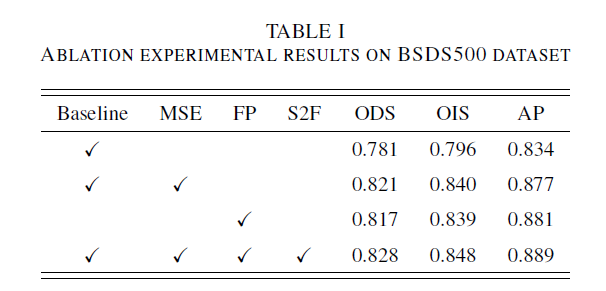 TABLE I
ABLATION EXPERIMENTAL RESULTS ON BSDS500 DATASET
Baseline MSE FP S2F ODS OIS AP
✓ 0.781 0.796 0.834
✓ ✓ 0.821 0.840 0.877
✓ 0.817 0.839 0.881
✓ ✓ ✓ ✓ 0.828 0.848 0.889